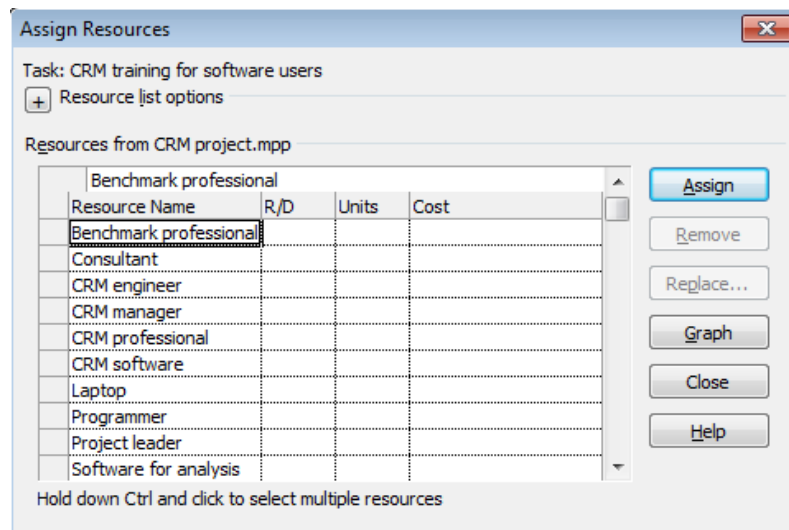 Assign Resources
Task: CRM training for software users
+ Resource list options
Resources from CRM project.mpp
Benchmark professional
Resource Name R/D Units Cost
Benchmark professional
Consultant
CRM engineer
CRM manager
CRM professional
CRM software
Laptop
Programmer
Project leader
Software for analysis
Assign
Remove
Replace...
Graph
Close
Help
Hold down Ctrl and click to select multiple resources